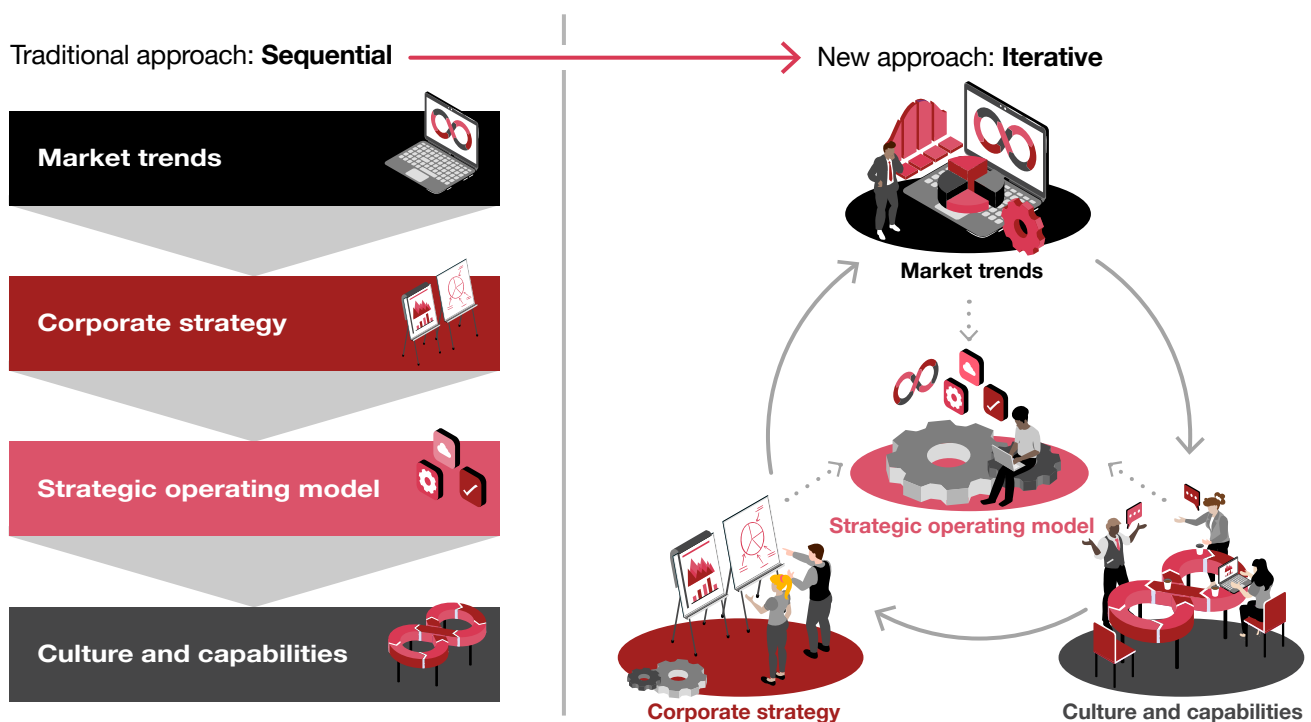 Traditional approach: Sequential
New approach: Iterative
Market trends
Corporate strategy
Strategic operating model
Culture and capabilities
Market trends
Strategic operating model
Corporate strategy
Culture and capabilities